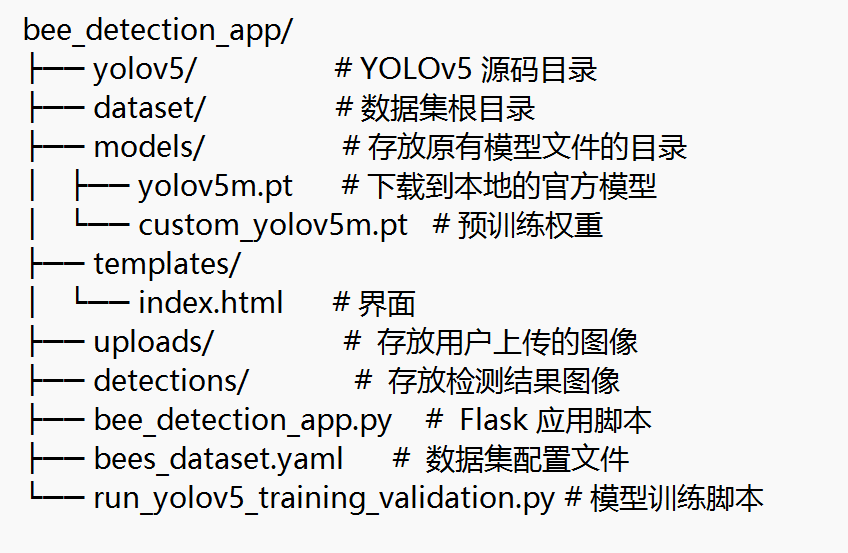 bee_detection_app/
├── yolov5/ # YOLOv5 源码目录
├── dataset/ # 数据集根目录
├── models/ # 存放原有模型文件的目录
│ ├── yolov5m.pt # 下载到本地的官方模型
│ └── custom_yolov5m.pt # 预训练权重
├── templates/
│ └── index.html # 界面
├── uploads/ # 存放用户上传的图像
├── detections/ # 存放检测结果图像
├── bee_detection_app.py # Flask 应用脚本
├── bees_dataset.yaml # 数据集配置文件
└── run_yolov5_training_validation.py # 模型训练脚本